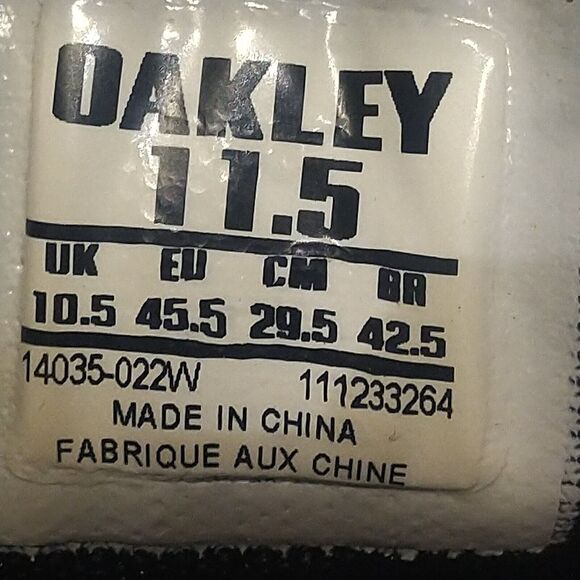 OAKLEY
11.5
UK EU CM BR
10.5 45.5 29.5 42.5
14035-022W 111233264
MADE IN CHINA
FABRIQUE AUX CHINE